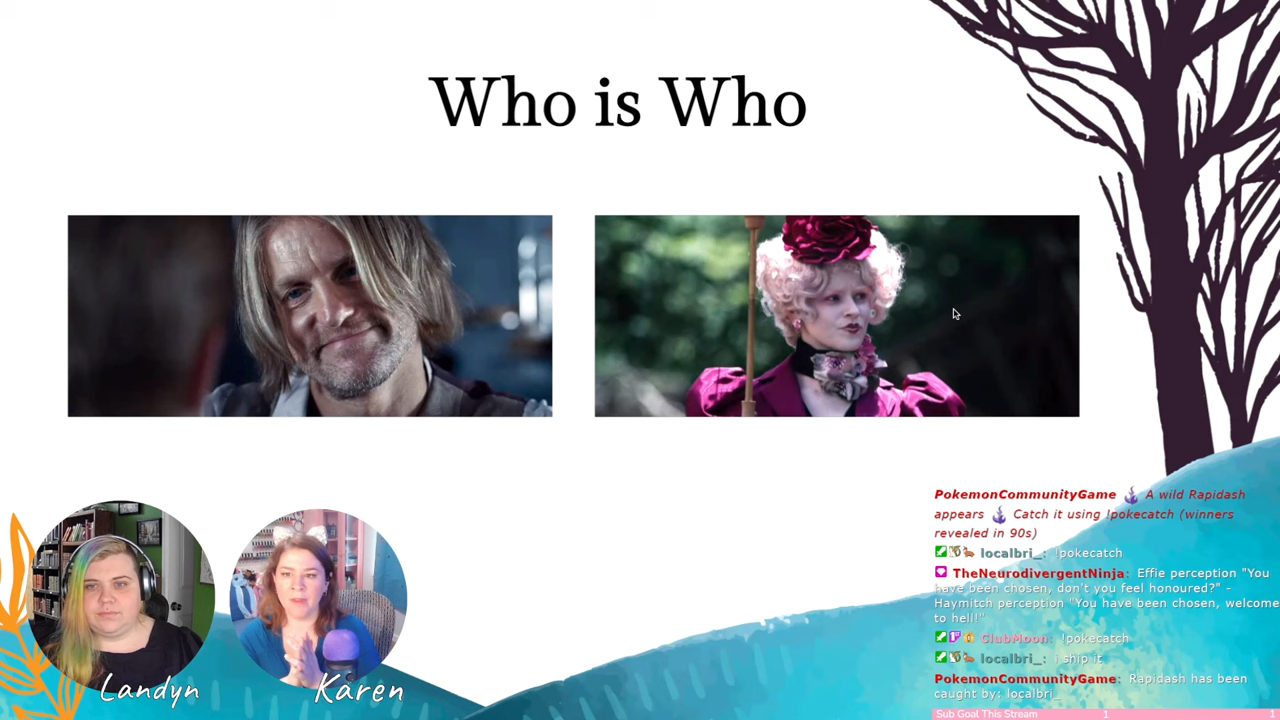 Who is Who
Landyn
Karen
PokemonCommunityGame A wild Rapidash
appears Catch it using !pokecatch (winners
revealed in 90s)
localbri_: !pokecatch
TheNeurodivergentNinja: Effie perception "You
have been chosen, don't you feel honoured?" -
Haymitch perception "You have been chosen, welcome
to hell!"
ClubMoon: !pokecatch
localbri_: I ship it
PokemonCommunityGame: Rapidash has been
caught by: localbri_
Sub Goal This Stream 1 1